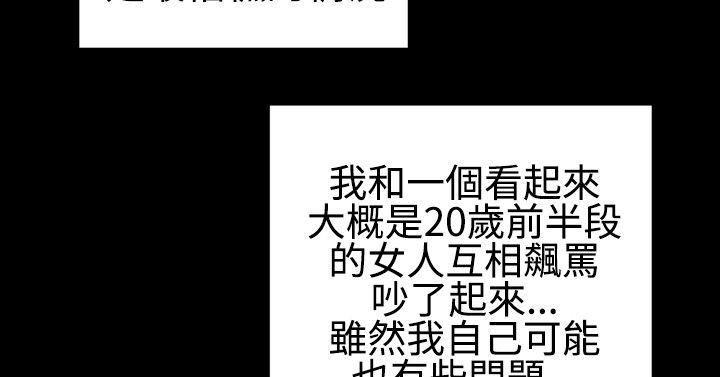 我和一個看起來
大概是20歲前半段
的女人互相飆罵
吵了起來...
雖然我自己可能
也有些問題